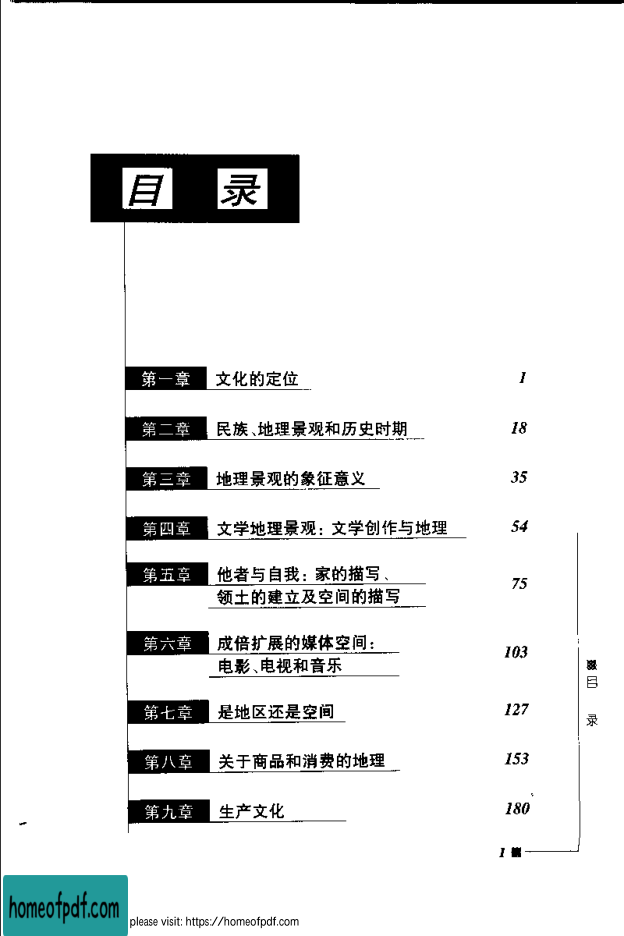 目 录
第一章 文化的定位 1
第二章 民族、地理景观和历史时期 18
第三章 地理景观的象征意义 35
第四章 文学地理景观：文学创作与地理 54
第五章 他者与自我：家的描写、
领土的建立及空间的描写 75
第六章 成倍扩展的媒体空间：
电影、电视和音乐 103
第七章 是地区还是空间 127
第八章 关于商品和消费的地理 153
第九章 生产文化 180
目
录
1
homeofpdf.com
please visit: https://homeofpdf.com